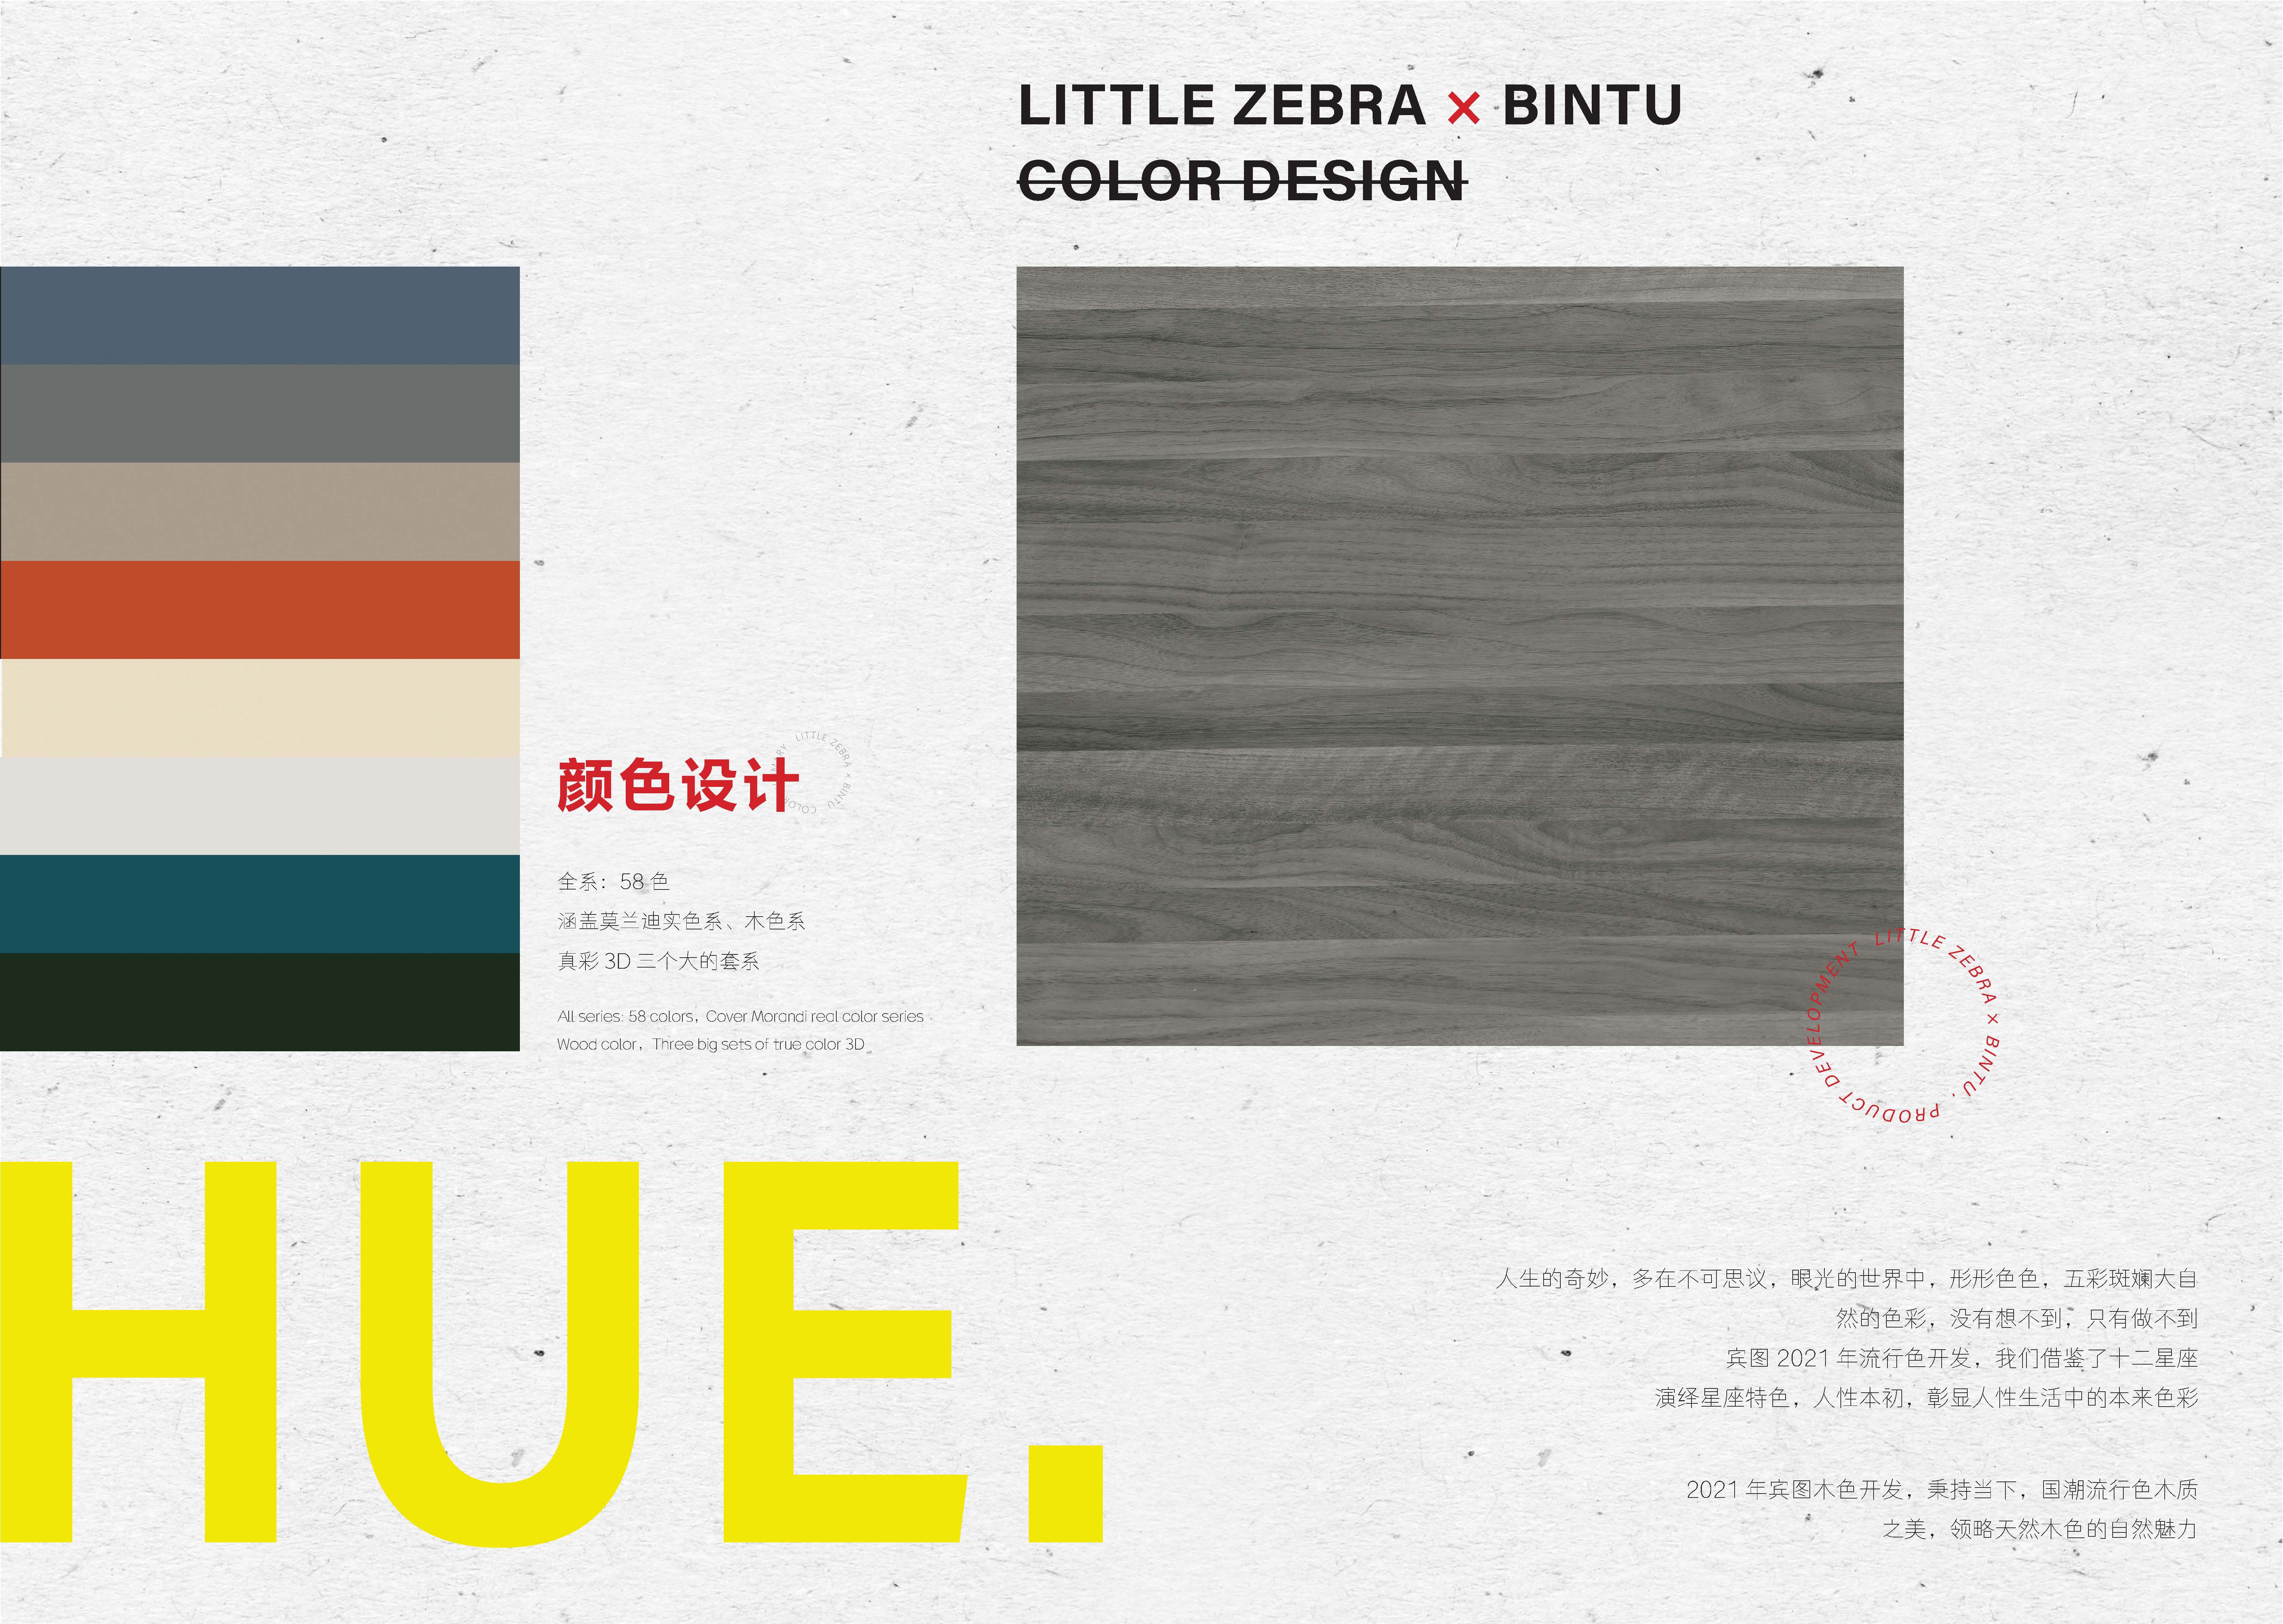 LITTLE ZEBRA × BINTU
COLOR DESIGN
颜色设计
LITTLE ZEBRA × BINTU
全系：58 色
涵盖莫兰迪实色系、木色系
真彩 3D 三个大的套系
All series: 58 colors，Cover Morandi real color series
Wood color，Three big sets of true color 3D
LITTLE ZEBRA × BINTU , PRODUCT DEVELOPMENT
HUE.
人生的奇妙，多在不可思议，眼光的世界中，形形色色，五彩斑斓大自
然的色彩，没有想不到，只有做不到
宾图 2021 年流行色开发，我们借鉴了十二星座
演绎星座特色，人性本初，彰显人性生活中的本来色彩
2021 年宾图木色开发，秉持当下，国潮流行色木质
之美，领略天然木色的自然魅力